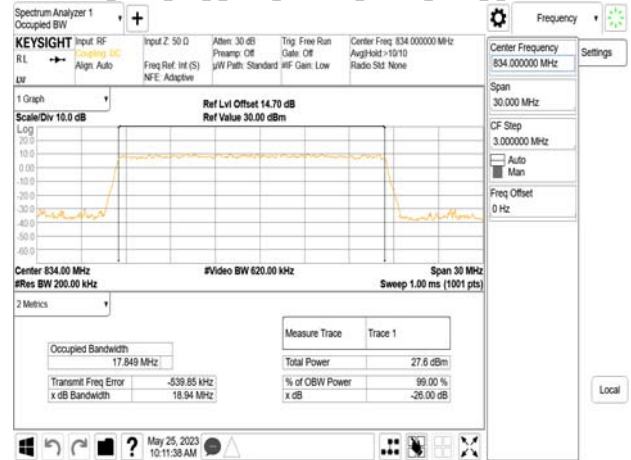 Spectrum Analyzer 1
Occupied BW
Frequency
KEYSIGHT
Input: RF
Input Z: 50 Ω
Atten: 30 dB
Trig: Free Run
Center Freq: 834.000000 MHz
RL
Coupling: DC
Preamp: Off
Gate: Off
Avg|Hold:>10/10
Align: Auto
Freq Ref: Int (S)
µW Path: Standard
#IF Gain: Low
Radio Std: None
NFE: Adaptive
Center Frequency
834.000000 MHz
Settings
Span
30.000 MHz
CF Step
3.000000 MHz
Auto
Man
Freq Offset
0 Hz
Local
1 Graph
Ref Lvl Offset 14.70 dB
Scale/Div 10.0 dB
Ref Value 30.00 dBm
Log
20.0
10.0
0.00
-10.0
-20.0
-30.0
-40.0
-50.0
-60.0
Center 834.00 MHz
#Video BW 620.00 kHz
Span 30 MHz
#Res BW 200.00 kHz
Sweep 1.00 ms (1001 pts)
2 Metrics
Measure Trace
Trace 1
Occupied Bandwidth
17.849 MHz
Total Power
27.6 dBm
Transmit Freq Error
-539.85 kHz
% of OBW Power
99.00 %
x dB Bandwidth
18.94 MHz
x dB
-26.00 dB
?
May 25, 2023
10:11:38 AM